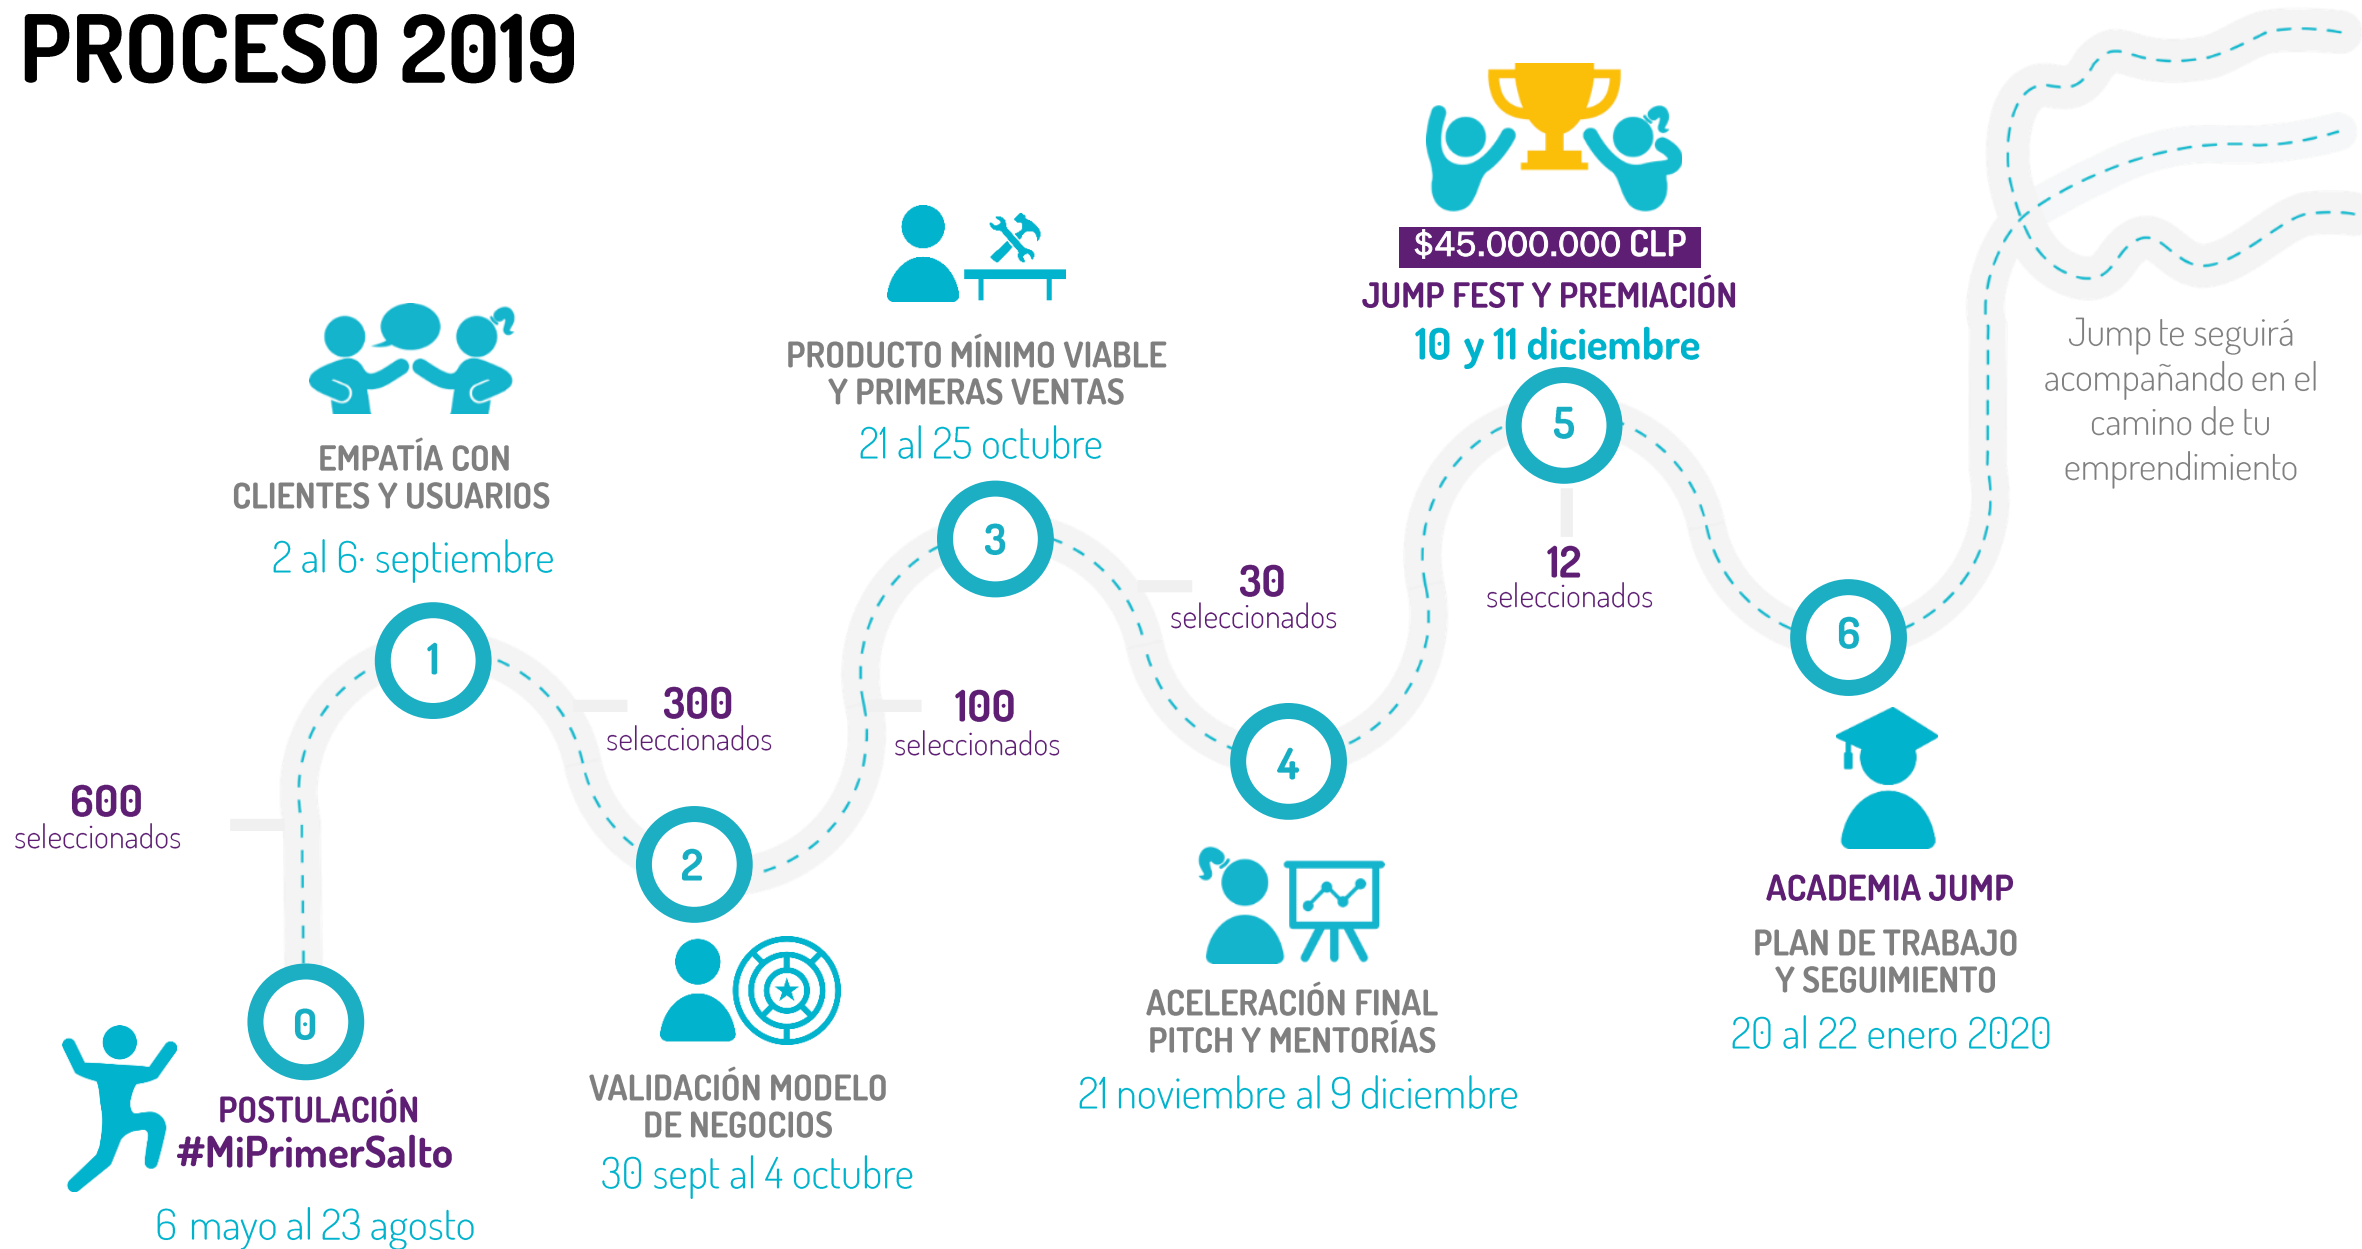 PROCESO 2019
0
POSTULACIÓN
#MiPrimerSalto
6 mayo al 23 agosto
600
seleccionados
EMPATÍA CON
CLIENTES Y USUARIOS
2 al 6· septiembre
1
300
seleccionados
2
VALIDACIÓN MODELO
DE NEGOCIOS
30 sept al 4 octubre
100
seleccionados
PRODUCTO MÍNIMO VIABLE
Y PRIMERAS VENTAS
21 al 25 octubre
3
30
seleccionados
4
ACELERACIÓN FINAL
PITCH Y MENTORÍAS
21 noviembre al 9 diciembre
$45.000.000 CLP
JUMP FEST Y PREMIACIÓN
10 y 11 diciembre
5
12
seleccionados
6
ACADEMIA JUMP
PLAN DE TRABAJO
Y SEGUIMIENTO
20 al 22 enero 2020
Jump te seguirá
acompañando en el
camino de tu
emprendimiento